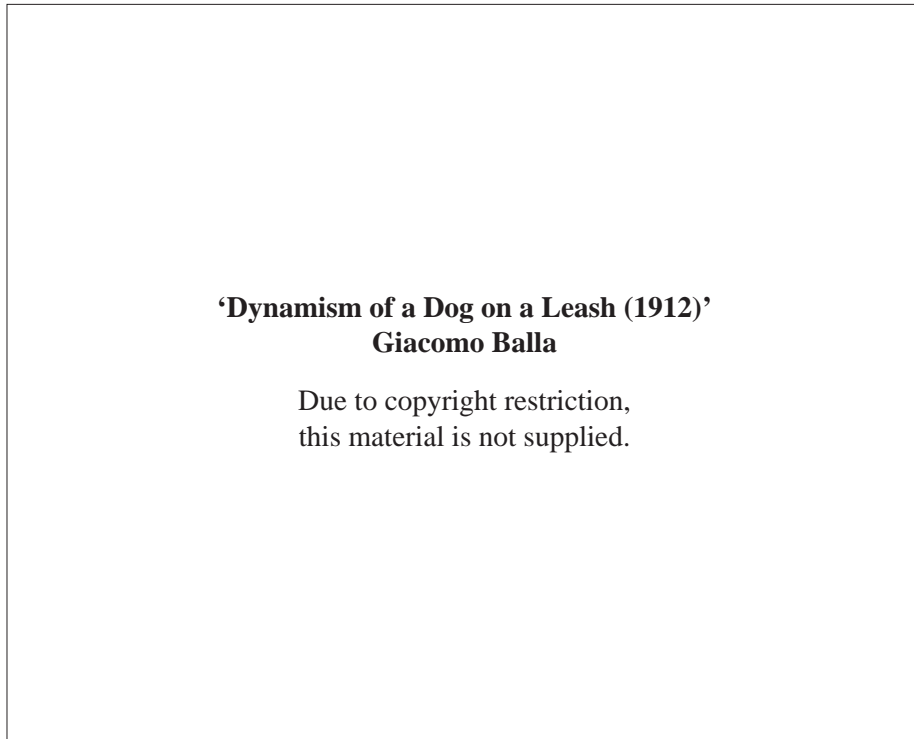 ‘Dynamism of a Dog on a Leash (1912)’
Giacomo Balla
Due to copyright restriction,
this material is not supplied.